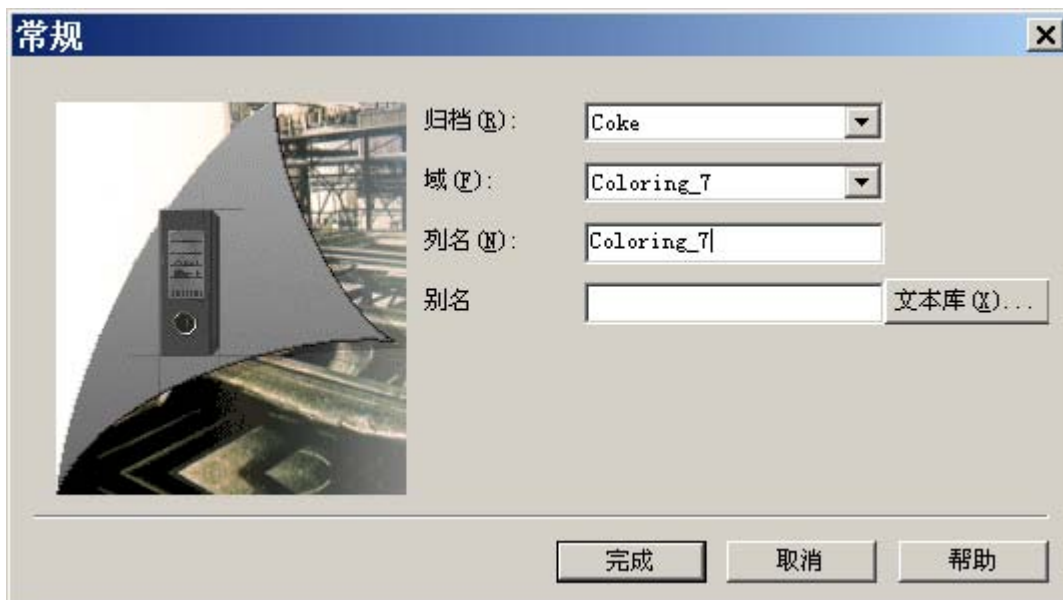 常规
归档(R):
Coke
域(F):
Coloring_7
列名(N):
Coloring_7
别名
文本库(X)...
完成
取消
帮助